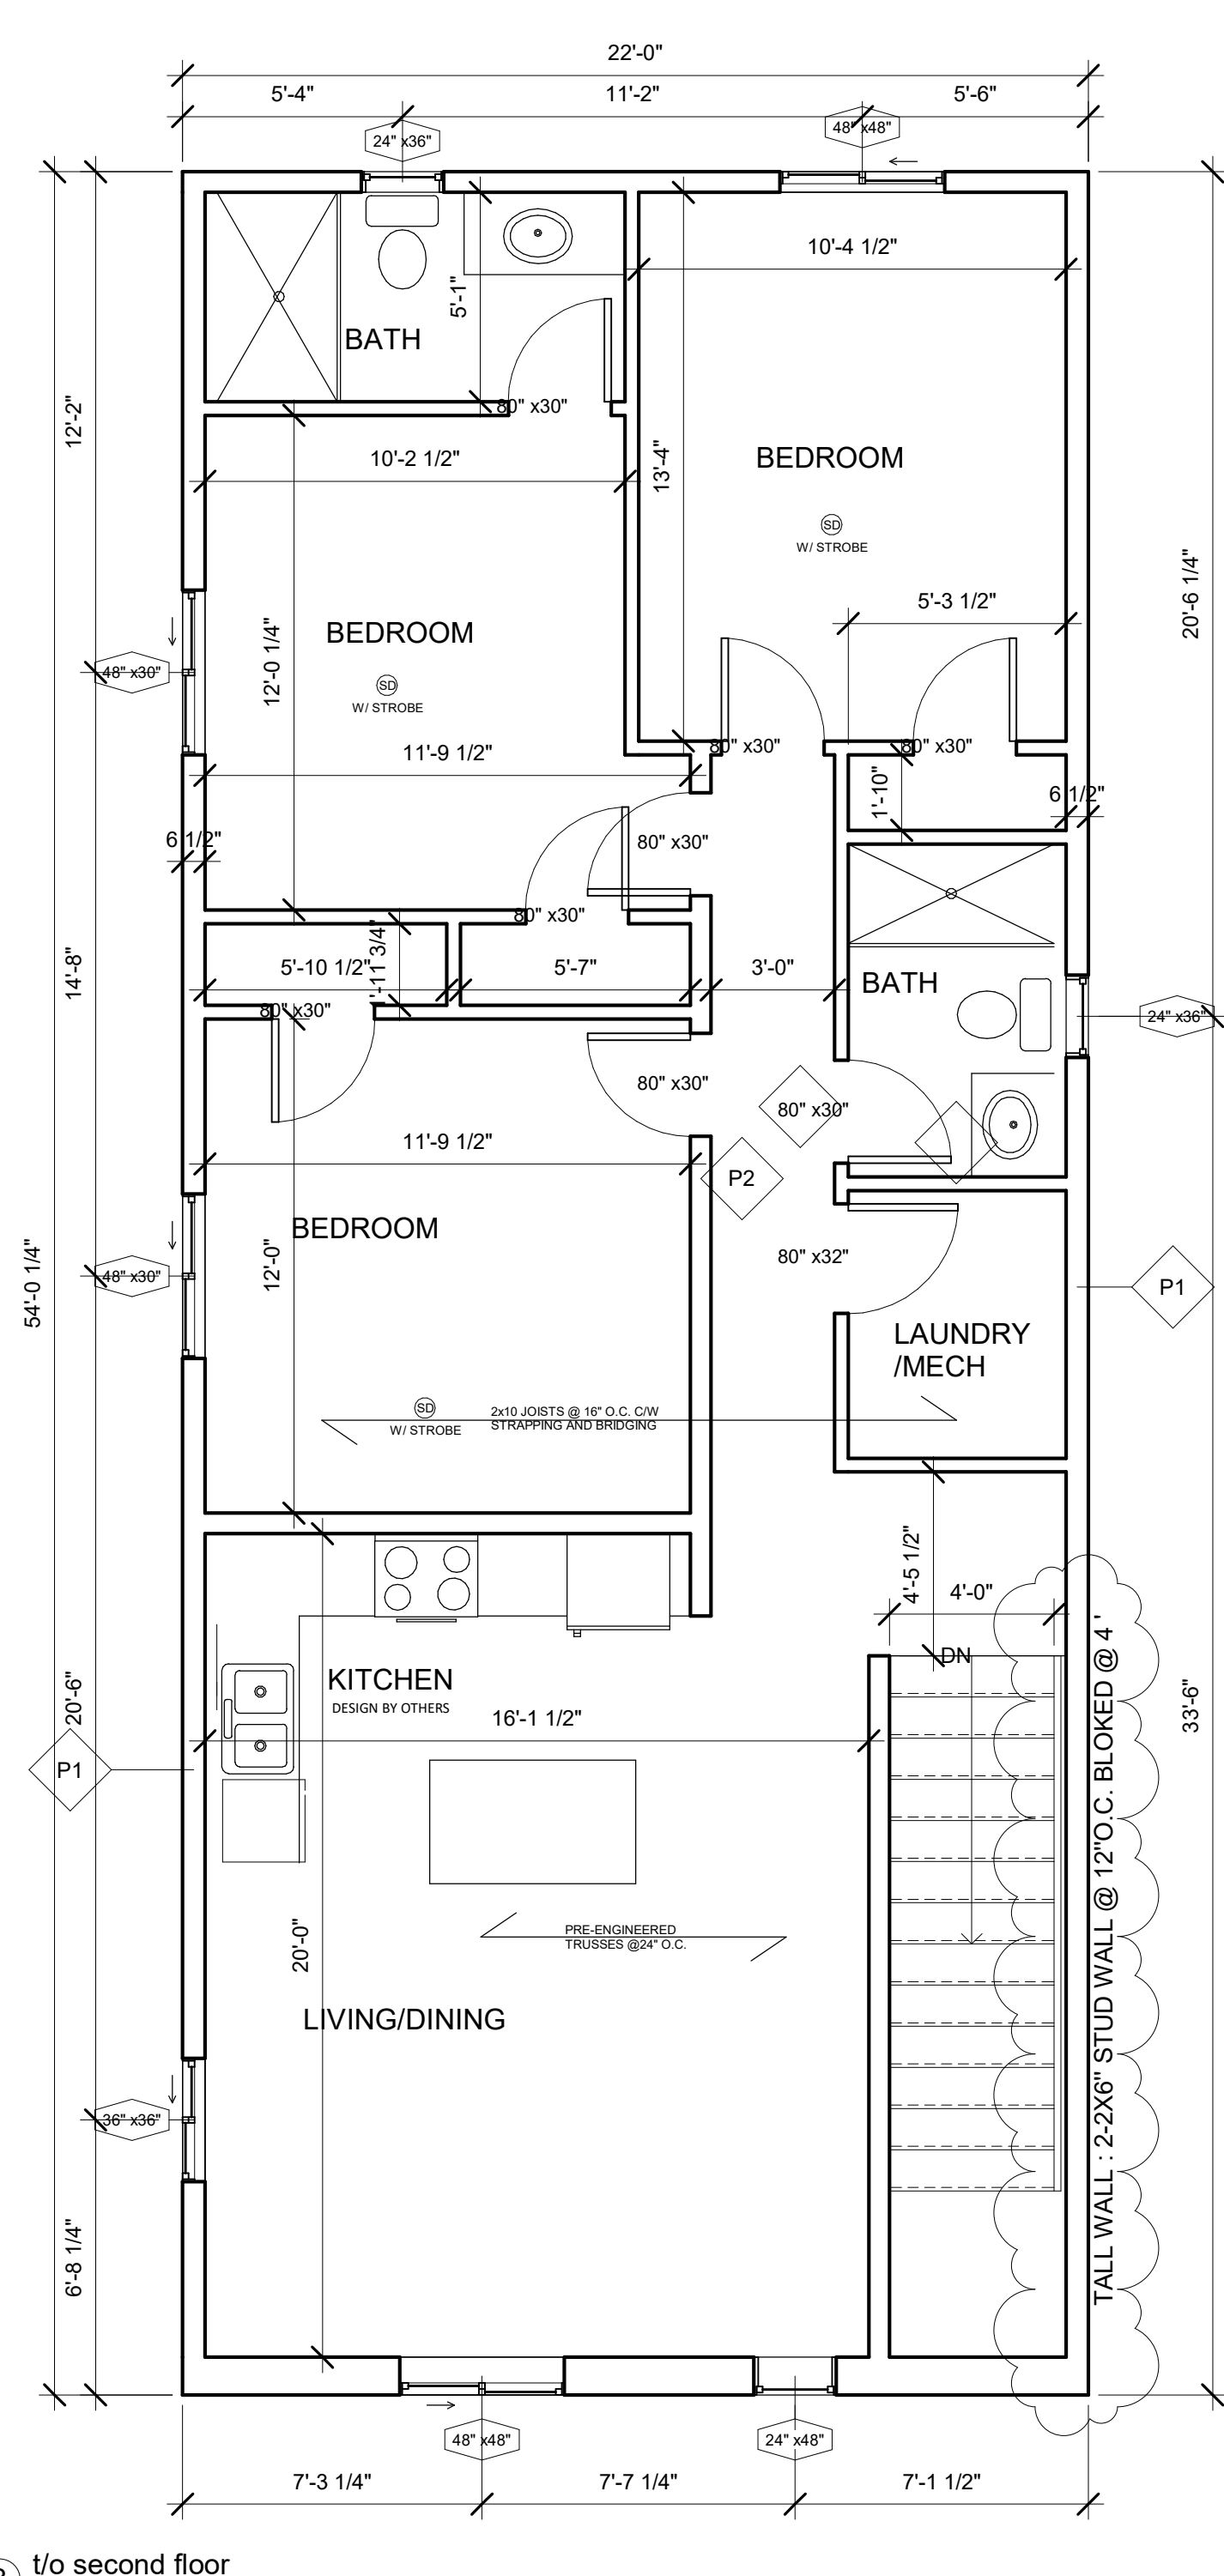 22'-0"
5'-4"
11'-2"
5'-6"
24" x36"
48" x48"
10'-4 1/2"
5'-1"
BATH
80" x30"
12'-2"
10'-2 1/2"
13'-4"
BEDROOM
SD
W/ STROBE
20'-6 1/4"
5'-3 1/2"
BEDROOM
12'-0 1/4"
48" x30"
SD
W/ STROBE
11'-9 1/2"
80" x30"
80" x30"
1'-10"
6 1/2"
6 1/2"
80" x30"
80" x30"
14'-8"
5'-10 1/2"
1'-11 3/4"
5'-7"
3'-0"
BATH
80" x30"
24" x36"
80" x30"
80" x30"
11'-9 1/2"
P2
BEDROOM
12'-0"
54'-0 1/4"
48" x30"
80" x32"
P1
LAUNDRY
/MECH
SD
W/ STROBE
2x10 JOISTS @ 16" O.C. C/W
STRAPPING AND BRIDGING
4'-5 1/2"
4'-0"
DN
KITCHEN
DESIGN BY OTHERS
20'-6"
16'-1 1/2"
33'-6"
P1
TALL WALL : 2-2X6" STUD WALL @ 12"O.C. BLOKED @ 4 '
PRE-ENGINEERED
TRUSSES @24" O.C.
20'-0"
LIVING/DINING
36" x36"
6'-8 1/4"
48" x48"
24" x48"
7'-3 1/4"
7'-7 1/4"
7'-1 1/2"
t/o second floor